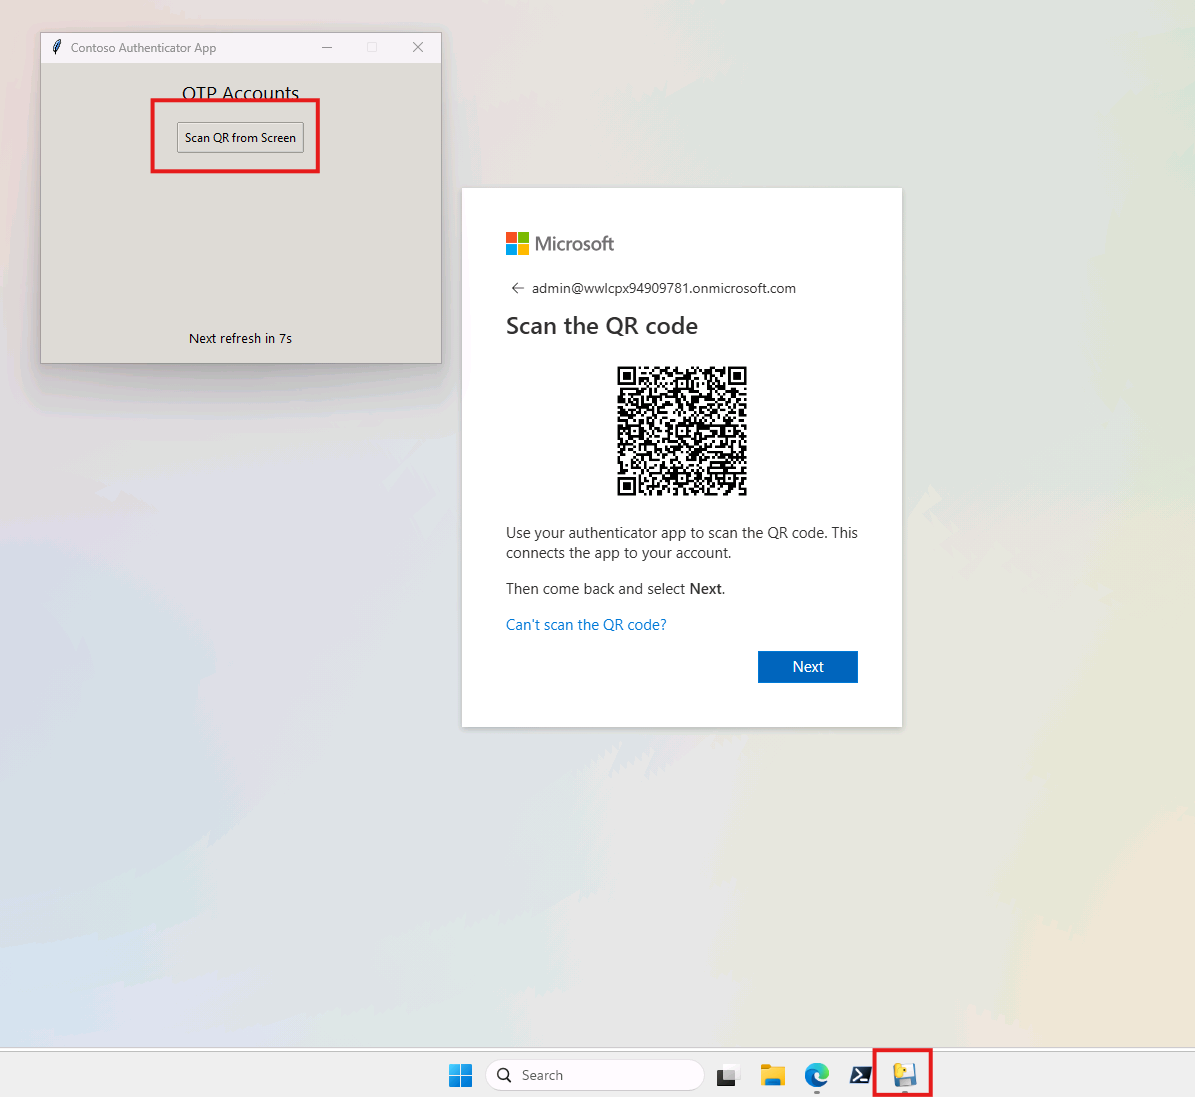 Contoso Authenticator App
OTP Accounts
Scan QR from Screen
Next refresh in 7s
Microsoft
admin@wwlcpx94909781.onmicrosoft.com
Scan the QR code
Use your authenticator app to scan the QR code. This
connects the app to your account.
Then come back and select Next.
Can't scan the QR code?
Next
Search